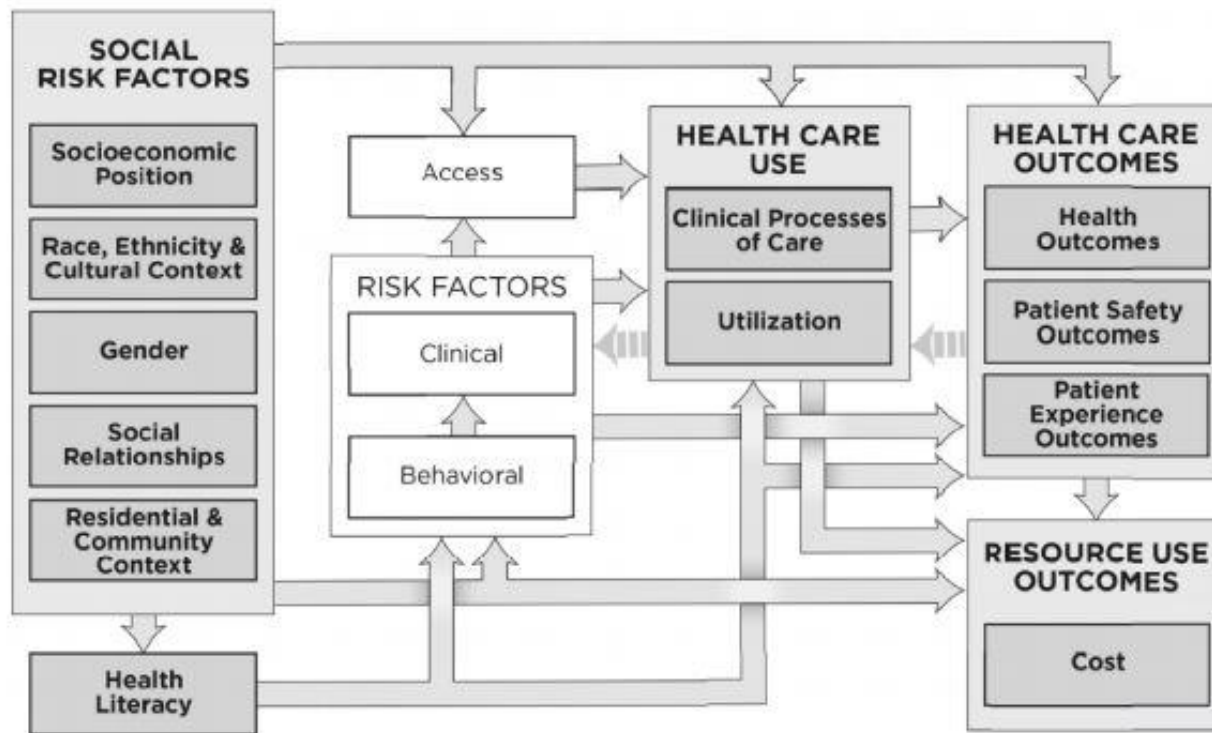 SOCIAL
RISK FACTORS
Socioeconomic
Position
Race, Ethnicity &
Cultural Context
Gender
Social
Relationships
Residential &
Community
Context
Health
Literacy
Access
RISK FACTORS
Clinical
Behavioral
HEALTH CARE
USE
Clinical Processes
of Care
Utilization
HEALTH CARE
OUTCOMES
Health
Outcomes
Patient Safety
Outcomes
Patient
Experience
Outcomes
RESOURCE USE
OUTCOMES
Cost